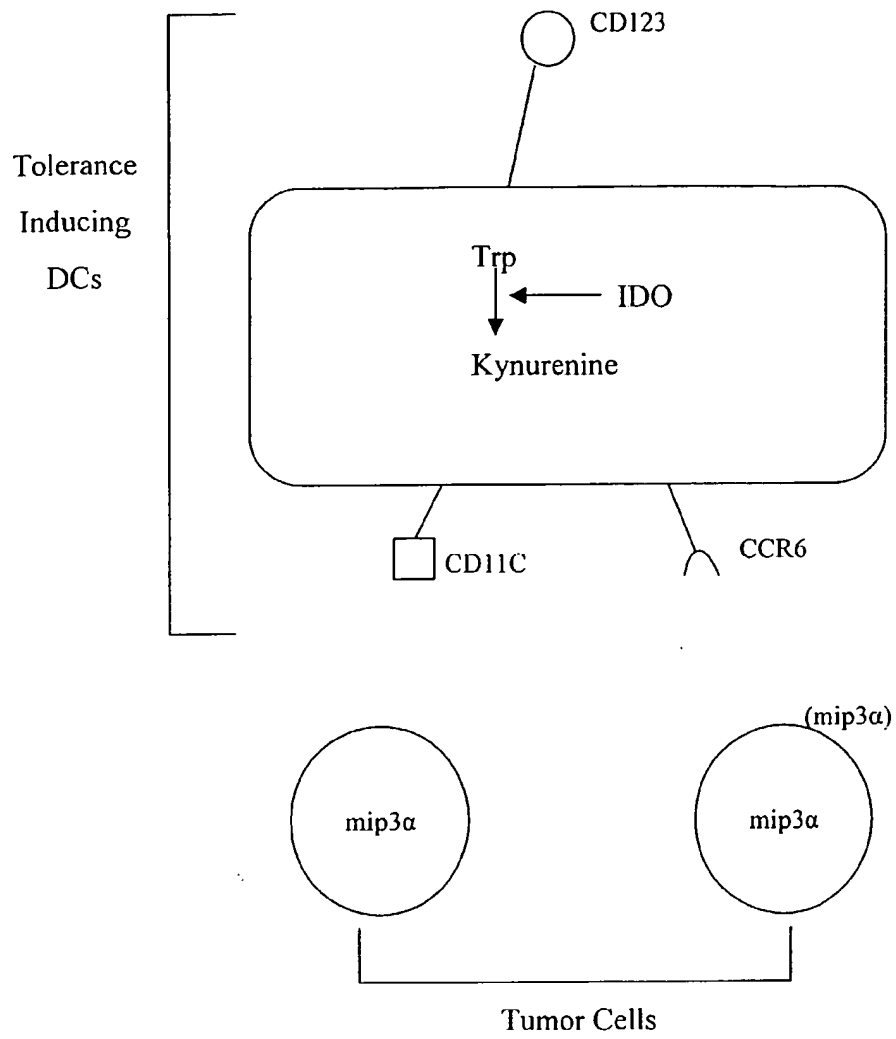 CD123
Tolerance
Inducing
DCs
Trp
IDO
Kynurenine
CD11C
CCR6
(mip3α)
mip3α
mip3α
Tumor Cells